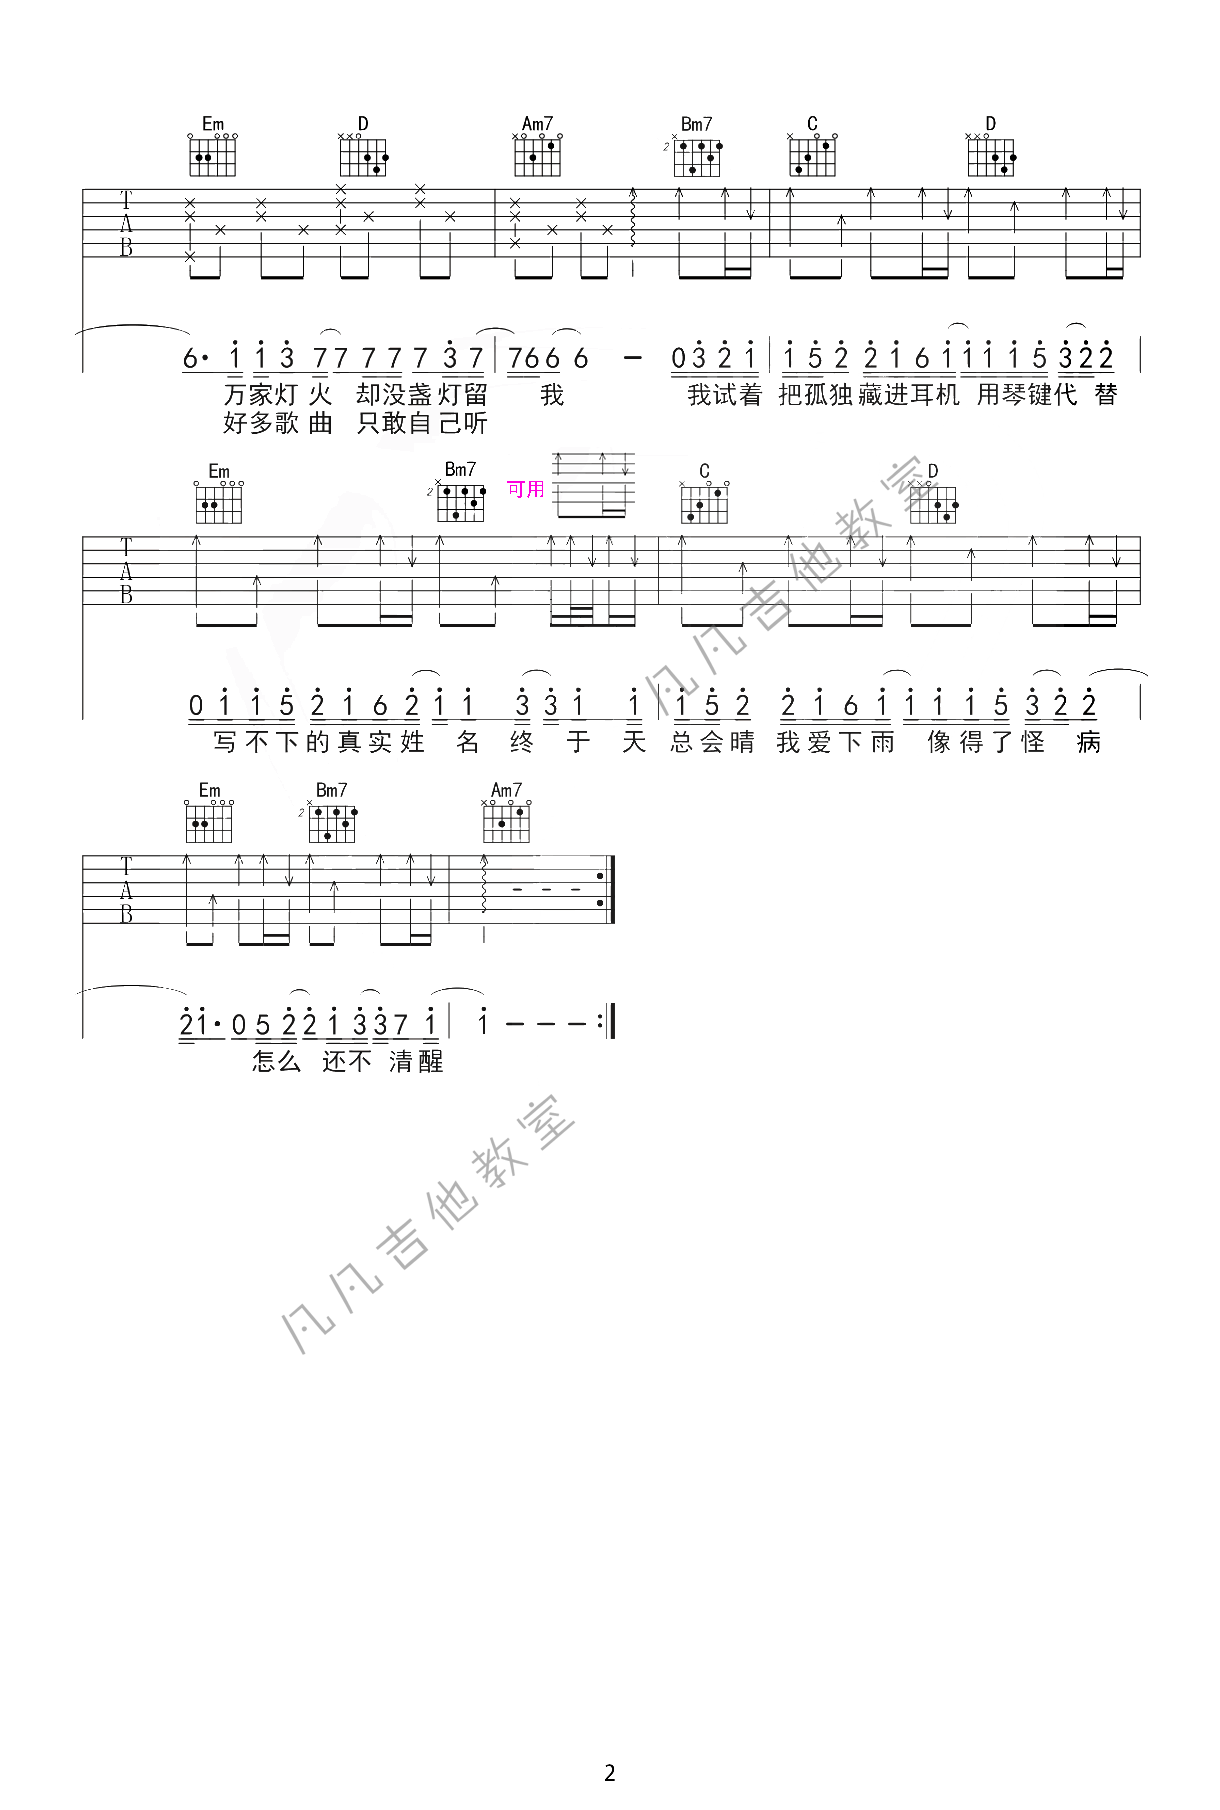 Em D Am7 Bm7 C D
2
T
A
B
6· 1 1 3 7 7 7 7 7 3 7 7 6 6 6 — 0 3 2 1 1 5 2 2 1 6 1 1 1 1 5 3 2 2
万家灯火 却没盏灯留 我 我试着 把孤独藏进耳机 用琴键代 替
好多歌曲 只敢自己听
Em Bm7 可用 C D
2
T
A
B
0 1 1 5 2 1 6 2 1 1 3 3 1 1 1 5 2 2 1 6 1 1 1 1 5 3 2 2
写不下的真实姓 名 终 于 天 总会晴 我爱下雨 像得了怪 病
Em Bm7 Am7
2
T
A
B
2 1· 0 5 2 2 1 3 3 7 1 1 — — —
怎么 还不 清醒
凡凡吉他教室
凡凡吉他教室
2